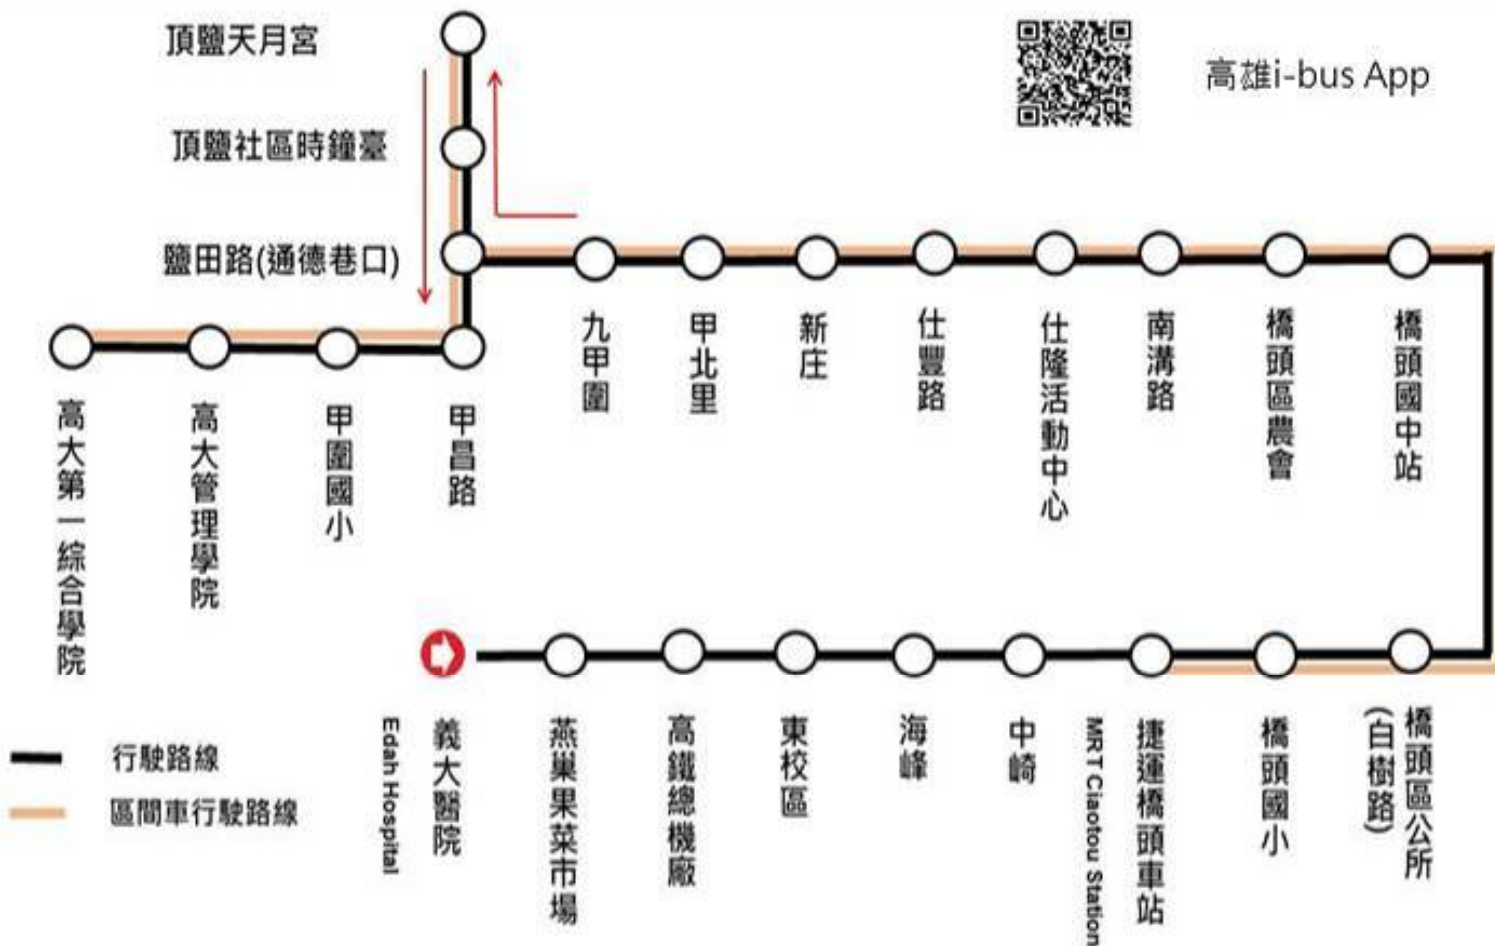 頂鹽天月宮
高雄i-bus App
頂鹽社區時鐘臺
鹽田路(通德巷口)
高大第一綜合學院
高大管理學院
甲圍國小
甲昌路
九甲圍
甲北里
新庄
仕豐路
仕隆活動中心
南溝路
橋頭區農會
橋頭國中站
Edah Hospital
義大醫院
燕巢果菜市場
高鐵總機廠
東校區
海峰
中崎
MRT Ciaotou Station
捷運橋頭車站
橋頭國小
橋頭區公所
(白樹路)
行駛路線
區間車行駛路線